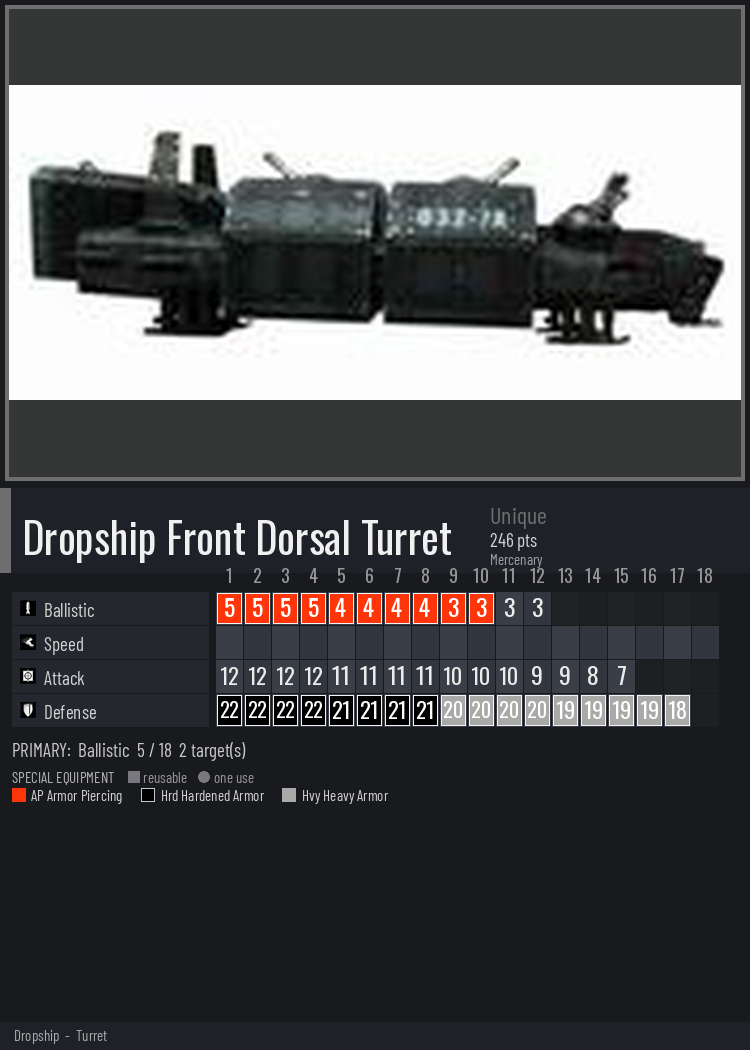 032-7A
Dropship Front Dorsal Turret
Unique
246 pts
Mercenary
1 2 3 4 5 6 7 8 9 10 11 12 13 14 15 16 17 18
Ballistic 5 5 5 5 4 4 4 4 3 3 3 3
Speed
Attack 12 12 12 12 11 11 11 11 10 10 10 9 9 8 7
Defense 22 22 22 22 21 21 21 21 20 20 20 20 19 19 19 19 18
PRIMARY: Ballistic 5 / 18 2 target(s)
SPECIAL EQUIPMENT reusable one use
AP Armor Piercing Hrd Hardened Armor Hvy Heavy Armor
Dropship - Turret